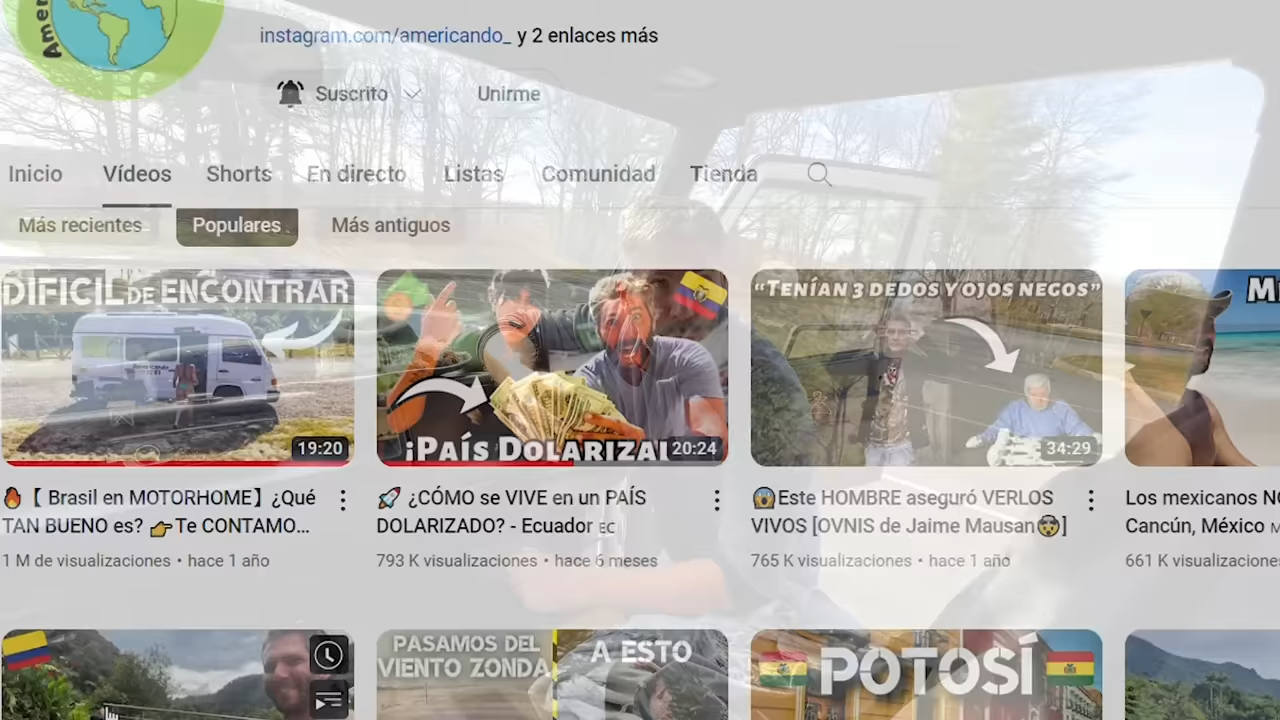 Amer
instagram.com/americando_ y 2 enlaces más
Suscrito
Unirme
Inicio
Vídeos
Shorts
En directo
Listas
Comunidad
Tienda
Más recientes
Populares
Más antiguos
DIFICIL DE ENCONTRAR
19:20
¡PAÍS DOLARIZA
20:24
“TENÍAN 3 DEDOS Y OJOS NEGOS”
34:29
🔥【 Brasil en MOTORHOME】¿Qué
TAN BUENO es? 👉Te CONTAMO...
1 M de visualizaciones • hace 1 año
🚀 ¿CÓMO se VIVE en un PAÍS
DOLARIZADO? - Ecuador EC
793 K visualizaciones • hace 6 meses
😱Este HOMBRE aseguró VERLOS
VIVOS [OVNIS de Jaime Mausan😨]
765 K visualizaciones • hace 1 año
Los mexicanos NO
Cancún, México M
661 K visualizaciones
PASAMOS DEL
VIENTO ZONDA
A ESTO
POTOSÍ